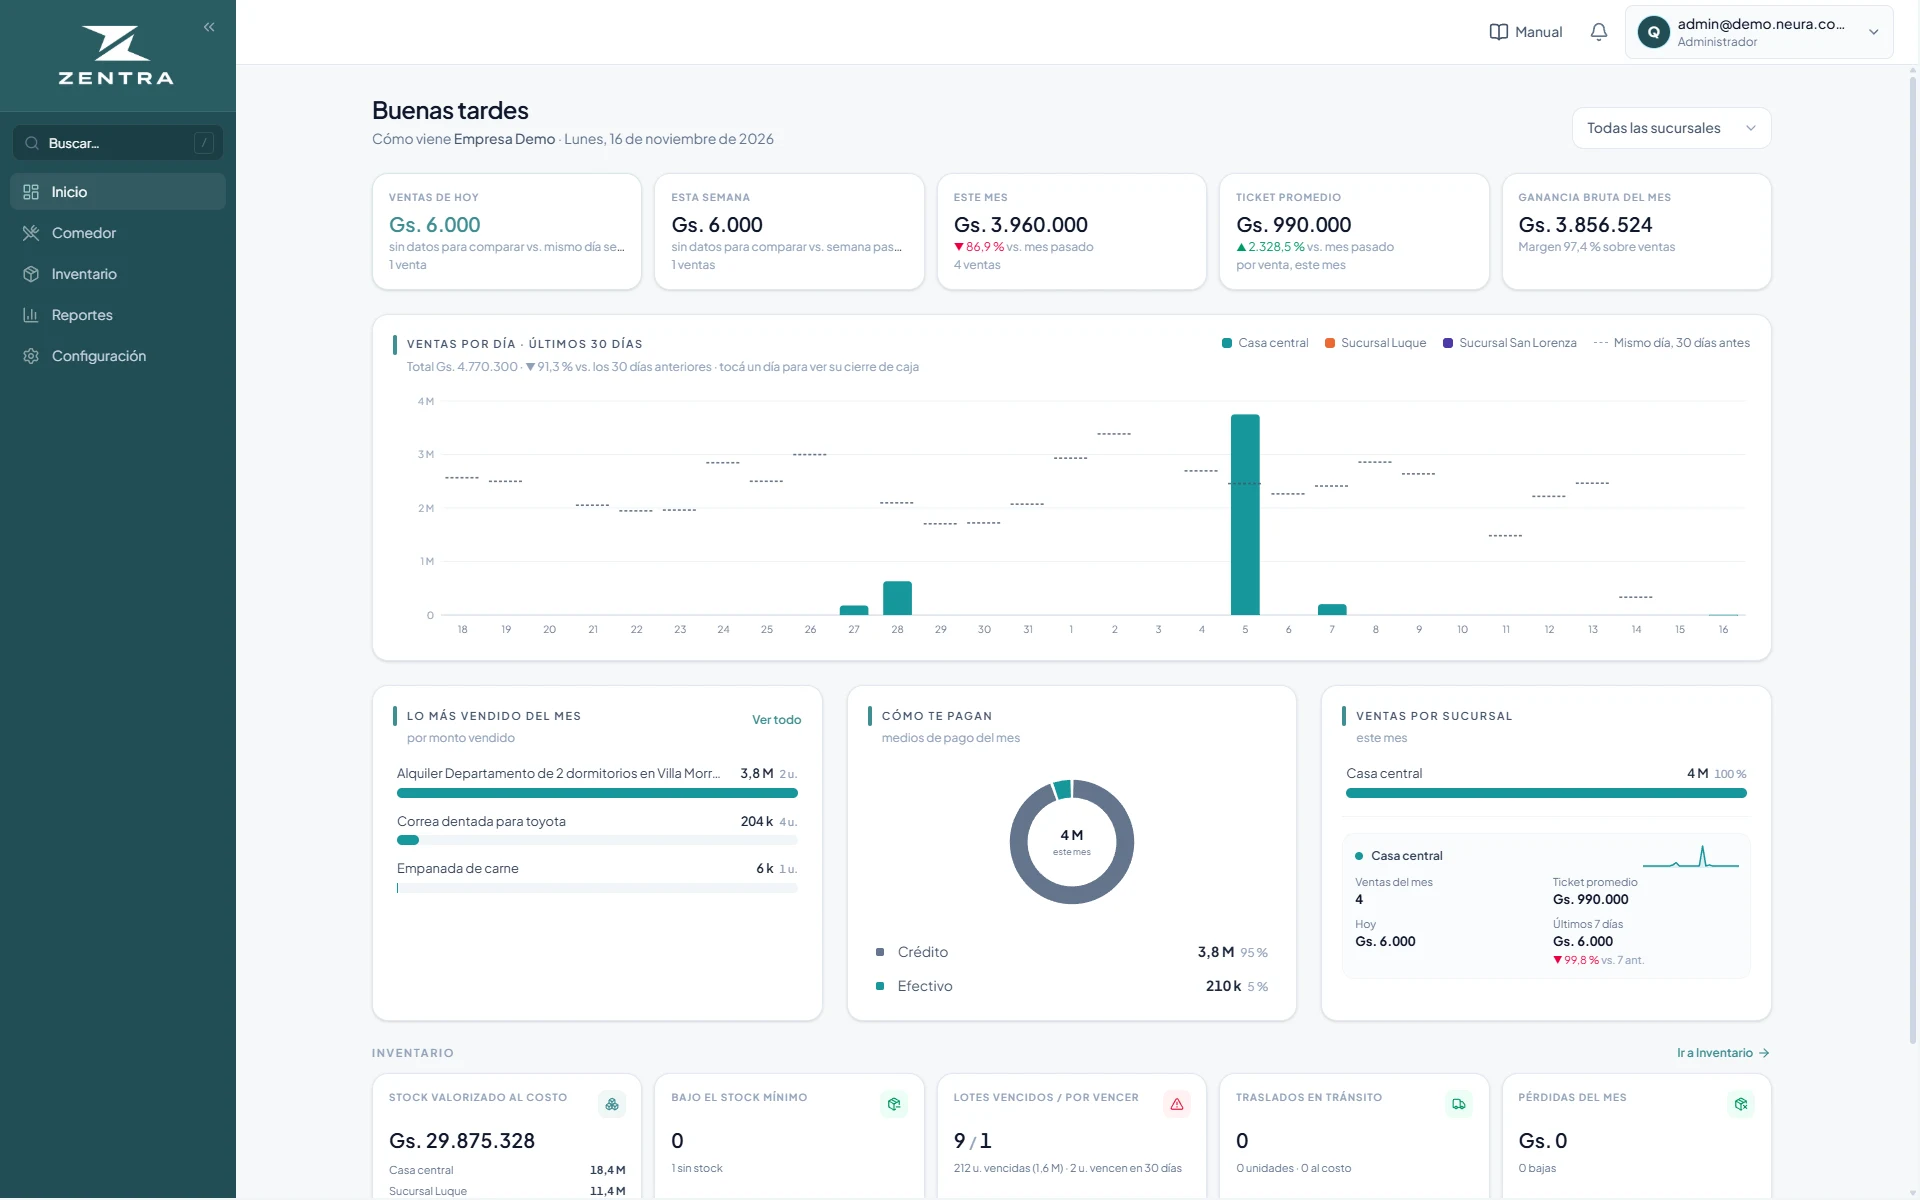 ZENTRA
Buscar...
/
Inicio
Comedor
Inventario
Reportes
Configuración
Manual
Q
admin@demo.neura.co...
Administrador
Buenas tardes
Cómo viene Empresa Demo · Lunes, 16 de noviembre de 2026
Todas las sucursales
VENTAS DE HOY
Gs. 6.000
sin datos para comparar vs. mismo día se...
1 venta
ESTA SEMANA
Gs. 6.000
sin datos para comparar vs. semana pas...
1 ventas
ESTE MES
Gs. 3.960.000
▼ 86,9 % vs. mes pasado
4 ventas
TICKET PROMEDIO
Gs. 990.000
▲ 2.328,5 % vs. mes pasado
por venta, este mes
GANANCIA BRUTA DEL MES
Gs. 3.856.524
Margen 97,4 % sobre ventas
VENTAS POR DÍA · ÚLTIMOS 30 DÍAS
Total Gs. 4.770.300 · ▼ 91,3 % vs. los 30 días anteriores · tocá un día para ver su cierre de caja
Casa central
Sucursal Luque
Sucursal San Lorenza
Mismo día, 30 días antes
4 M
3 M
2 M
1 M
0
18 19 20 21 22 23 24 25 26 27 28 29 30 31 1 2 3 4 5 6 7 8 9 10 11 12 13 14 15 16
LO MÁS VENDIDO DEL MES
Ver todo
por monto vendido
Alquiler Departamento de 2 dormitorios en Villa Morr... 3,8 M 2 u.
Correa dentada para toyota 204 k 4 u.
Empanada de carne 6 k 1 u.
CÓMO TE PAGAN
medios de pago del mes
4 M
este mes
Crédito 3,8 M 95 %
Efectivo 210 k 5 %
VENTAS POR SUCURSAL
este mes
Casa central 4 M 100 %
Casa central
Ventas del mes
4
Ticket promedio
Gs. 990.000
Hoy
Gs. 6.000
Últimos 7 días
Gs. 6.000
▼ 99,8 % vs. 7 ant.
INVENTARIO
Ir a Inventario →
STOCK VALORIZADO AL COSTO
Gs. 29.875.328
Casa central 18,4 M
Sucursal Luque 11,4 M
BAJO EL STOCK MÍNIMO
0
1 sin stock
LOTES VENCIDOS / POR VENCER
9 / 1
212 u. vencidas (1,6 M) · 2 u. vencen en 30 días
TRASLADOS EN TRÁNSITO
0
0 unidades · 0 al costo
PÉRDIDAS DEL MES
Gs. 0
0 bajas